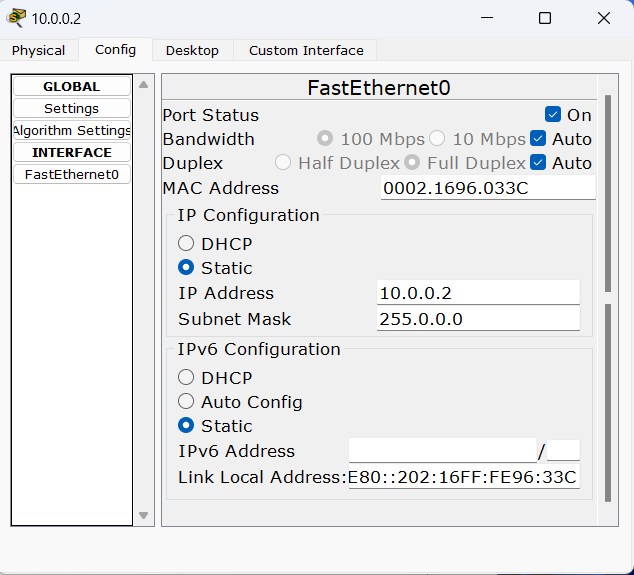 10.0.0.2
Physical Config Desktop Custom Interface
GLOBAL
Settings
Algorithm Settings
INTERFACE
FastEthernet0
FastEthernet0
Port Status On
Bandwidth 100 Mbps 10 Mbps Auto
Duplex Half Duplex Full Duplex Auto
MAC Address 0002.1696.033C
IP Configuration
DHCP
Static
IP Address 10.0.0.2
Subnet Mask 255.0.0.0
IPv6 Configuration
DHCP
Auto Config
Static
IPv6 Address /
Link Local Address: E80::202:16FF:FE96:33C